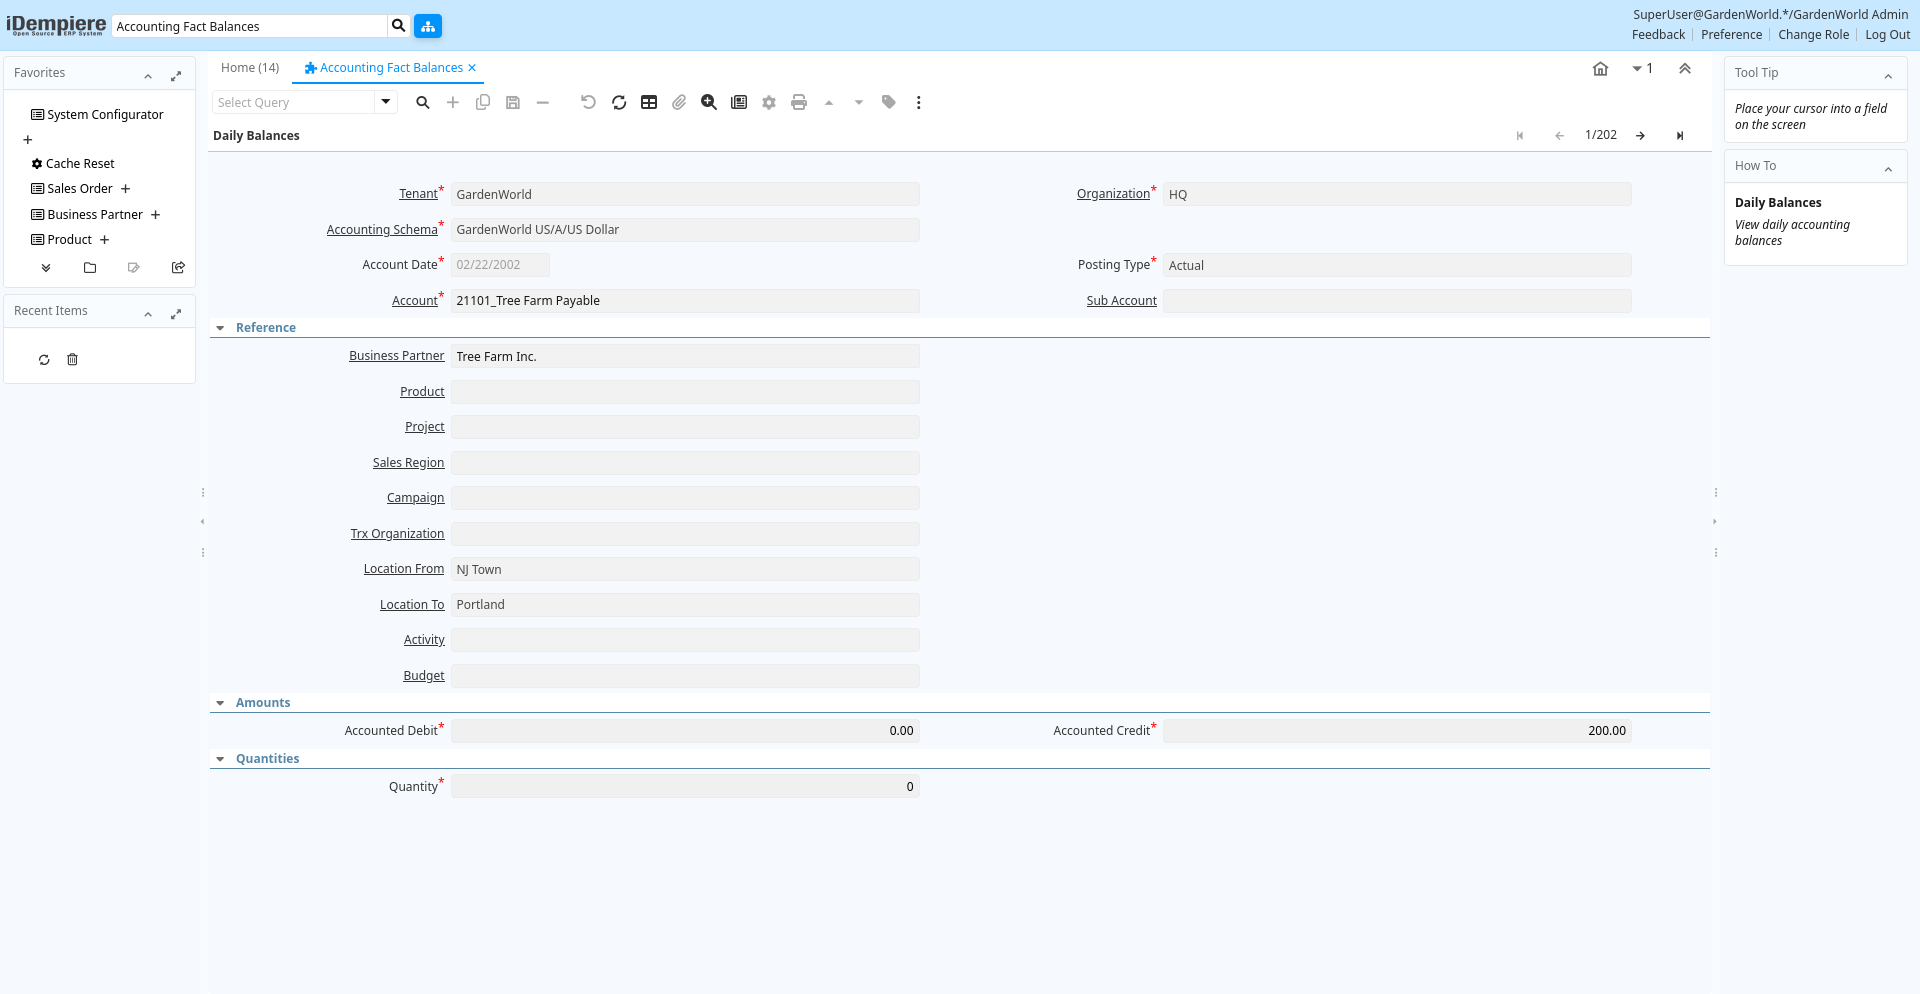 iDempiere
Open Source ERP System
Accounting Fact Balances
SuperUser@GardenWorld.*/GardenWorld Admin
Feedback
Preference
Change Role
Log Out
Favorites
System Configurator
Cache Reset
Sales Order
Business Partner
Product
Recent Items
Home (14)
Accounting Fact Balances
1
Select Query
Daily Balances
1/202
Tenant*
GardenWorld
Organization*
HQ
Accounting Schema*
GardenWorld US/A/US Dollar
Account Date*
02/22/2002
Posting Type*
Actual
Account*
21101_Tree Farm Payable
Sub Account
Reference
Business Partner
Tree Farm Inc.
Product
Project
Sales Region
Campaign
Trx Organization
Location From
NJ Town
Location To
Portland
Activity
Budget
Amounts
Accounted Debit*
0.00
Accounted Credit*
200.00
Quantities
Quantity*
0
Tool Tip
Place your cursor into a field
on the screen
How To
Daily Balances
View daily accounting
balances